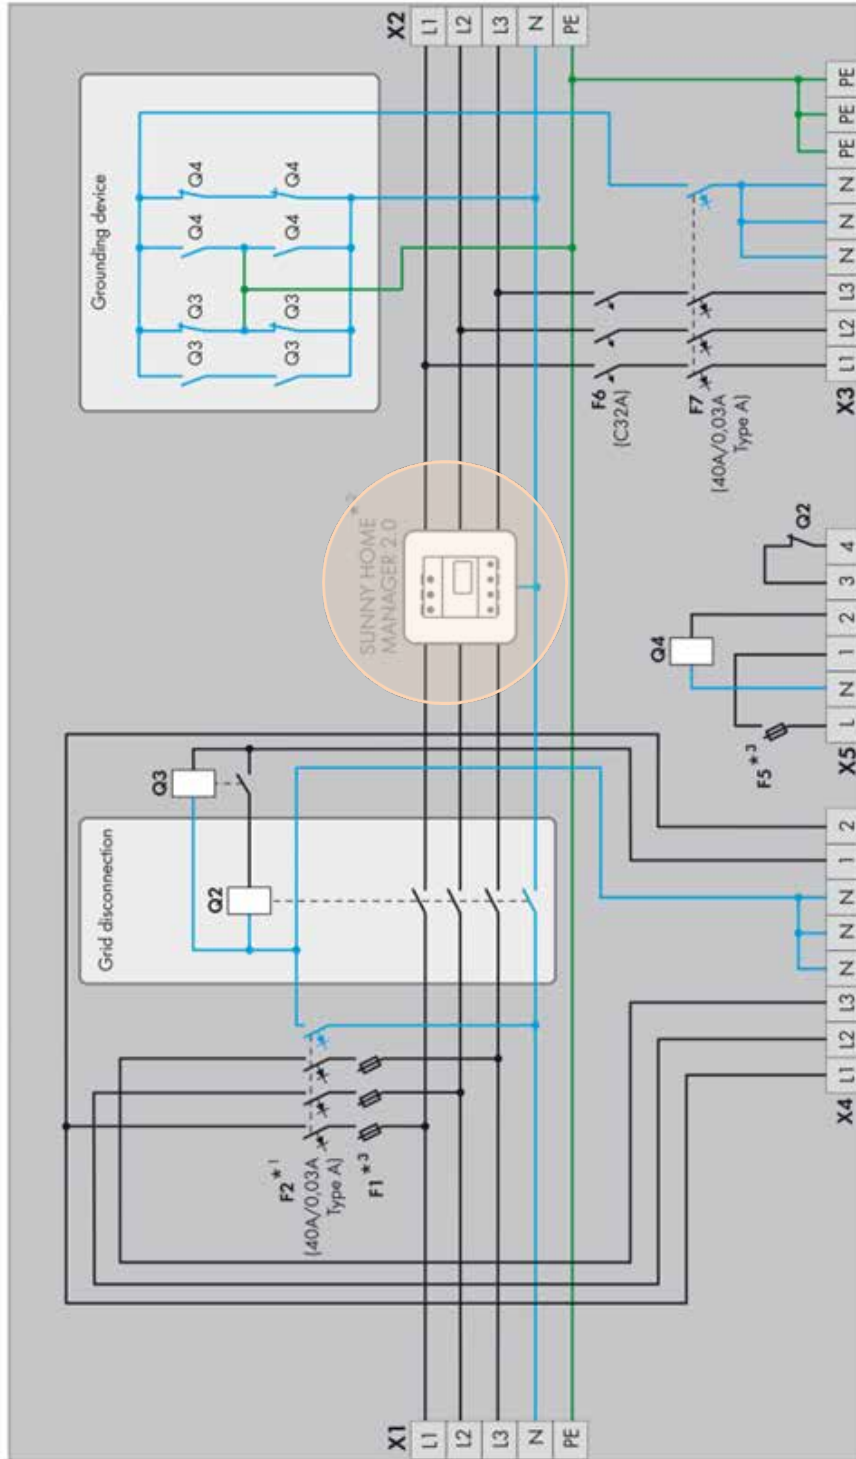 X2
L1
L2
L3
N
PE
Grounding device
Q4
Q4
Q4
Q4
Q3
Q3
Q3
Q3
F6
(C32A)
F7
(40A/0,03A
Type A)
X3
L1
L2
L3
N
N
N
PE
PE
PE
SUNNY HOME *2
MANAGER 2.0
Q2
Q4
X5
L
N
1
2
3
4
F5 *3
Q3
Grid disconnection
Q2
F2 *1
(40A/0,03A
Type A)
F1 *3
X4
L1
L2
L3
N
N
N
1
2
X1
L1
L2
L3
N
PE